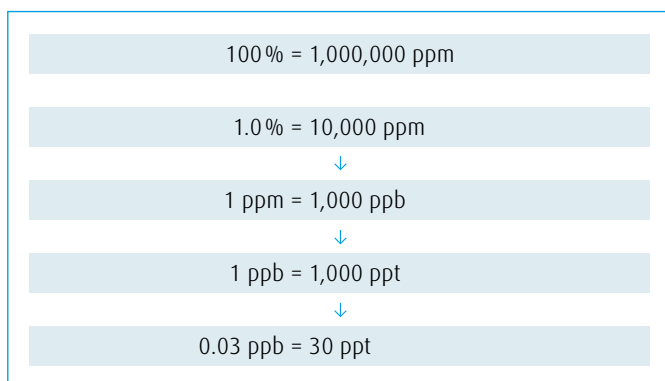 100 % = 1,000,000 ppm
1.0 % = 10,000 ppm
↓
1 ppm = 1,000 ppb
↓
1 ppb = 1,000 ppt
↓
0.03 ppb = 30 ppt